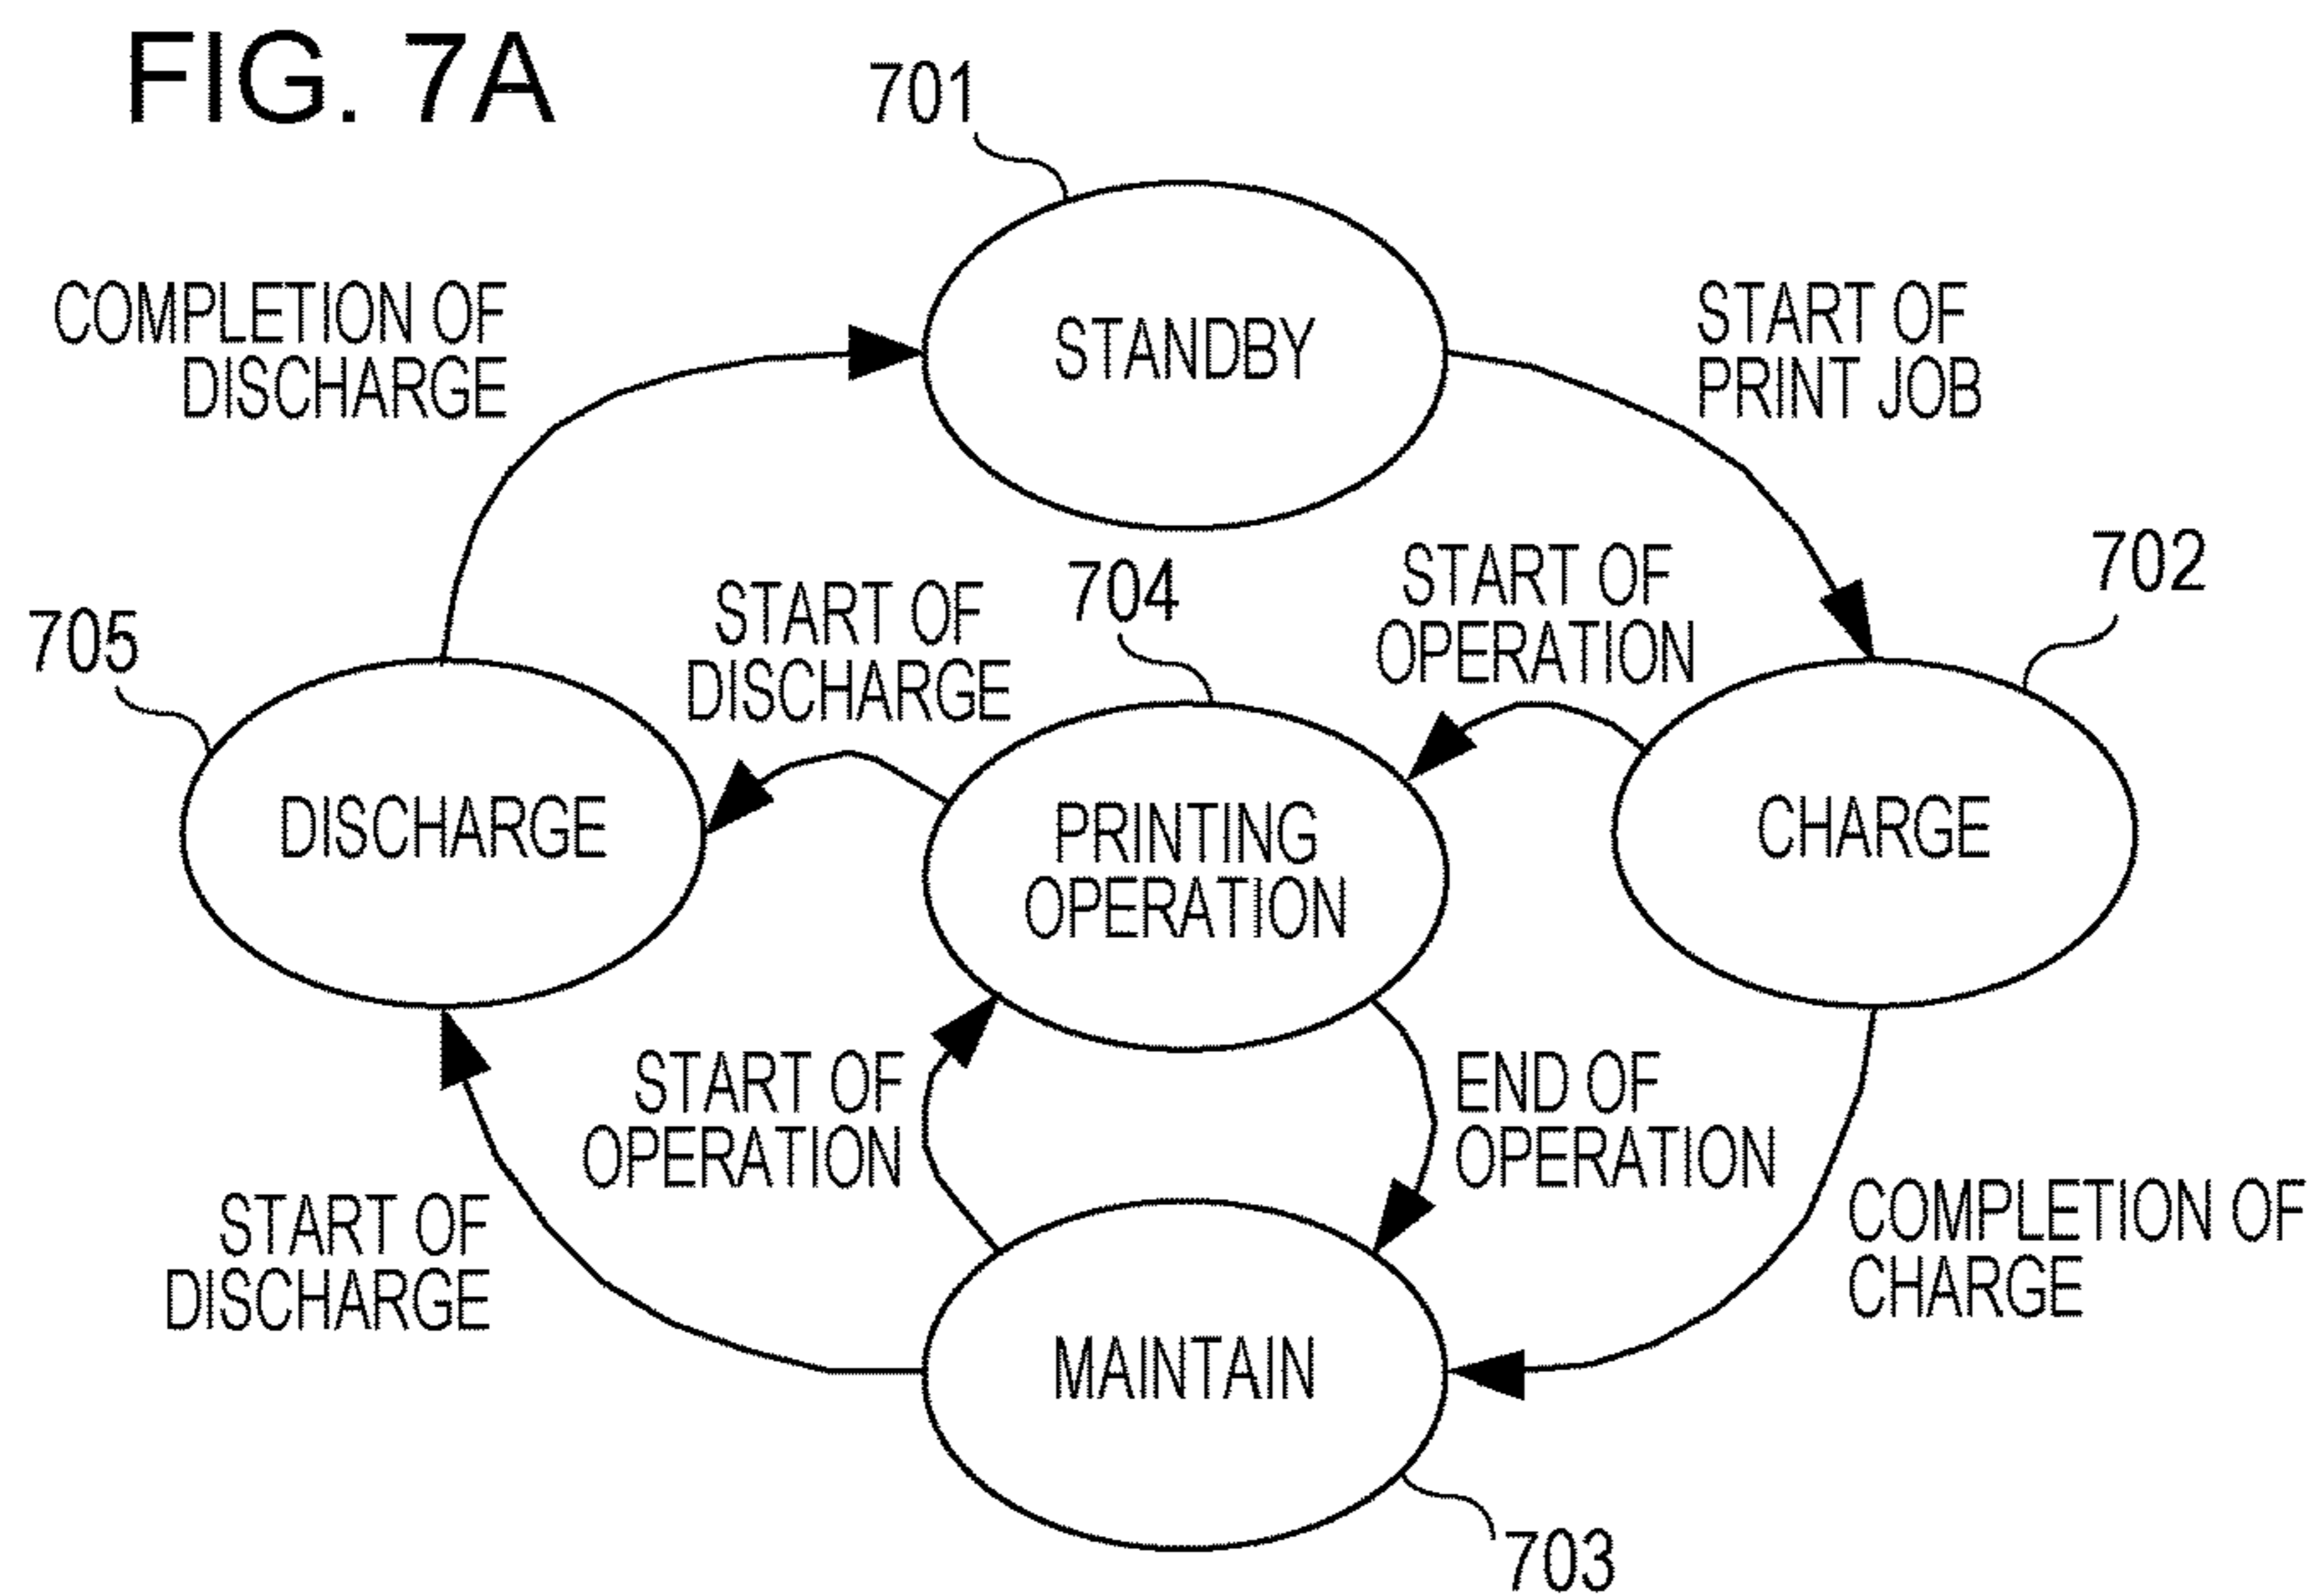 FIG. 7A
701
STANDBY
COMPLETION OF
DISCHARGE
START OF
PRINT JOB
702
704
START OF
OPERATION
START OF
DISCHARGE
705
DISCHARGE
PRINTING
OPERATION
CHARGE
START OF
OPERATION
END OF
OPERATION
START OF
DISCHARGE
COMPLETION OF
CHARGE
MAINTAIN
703